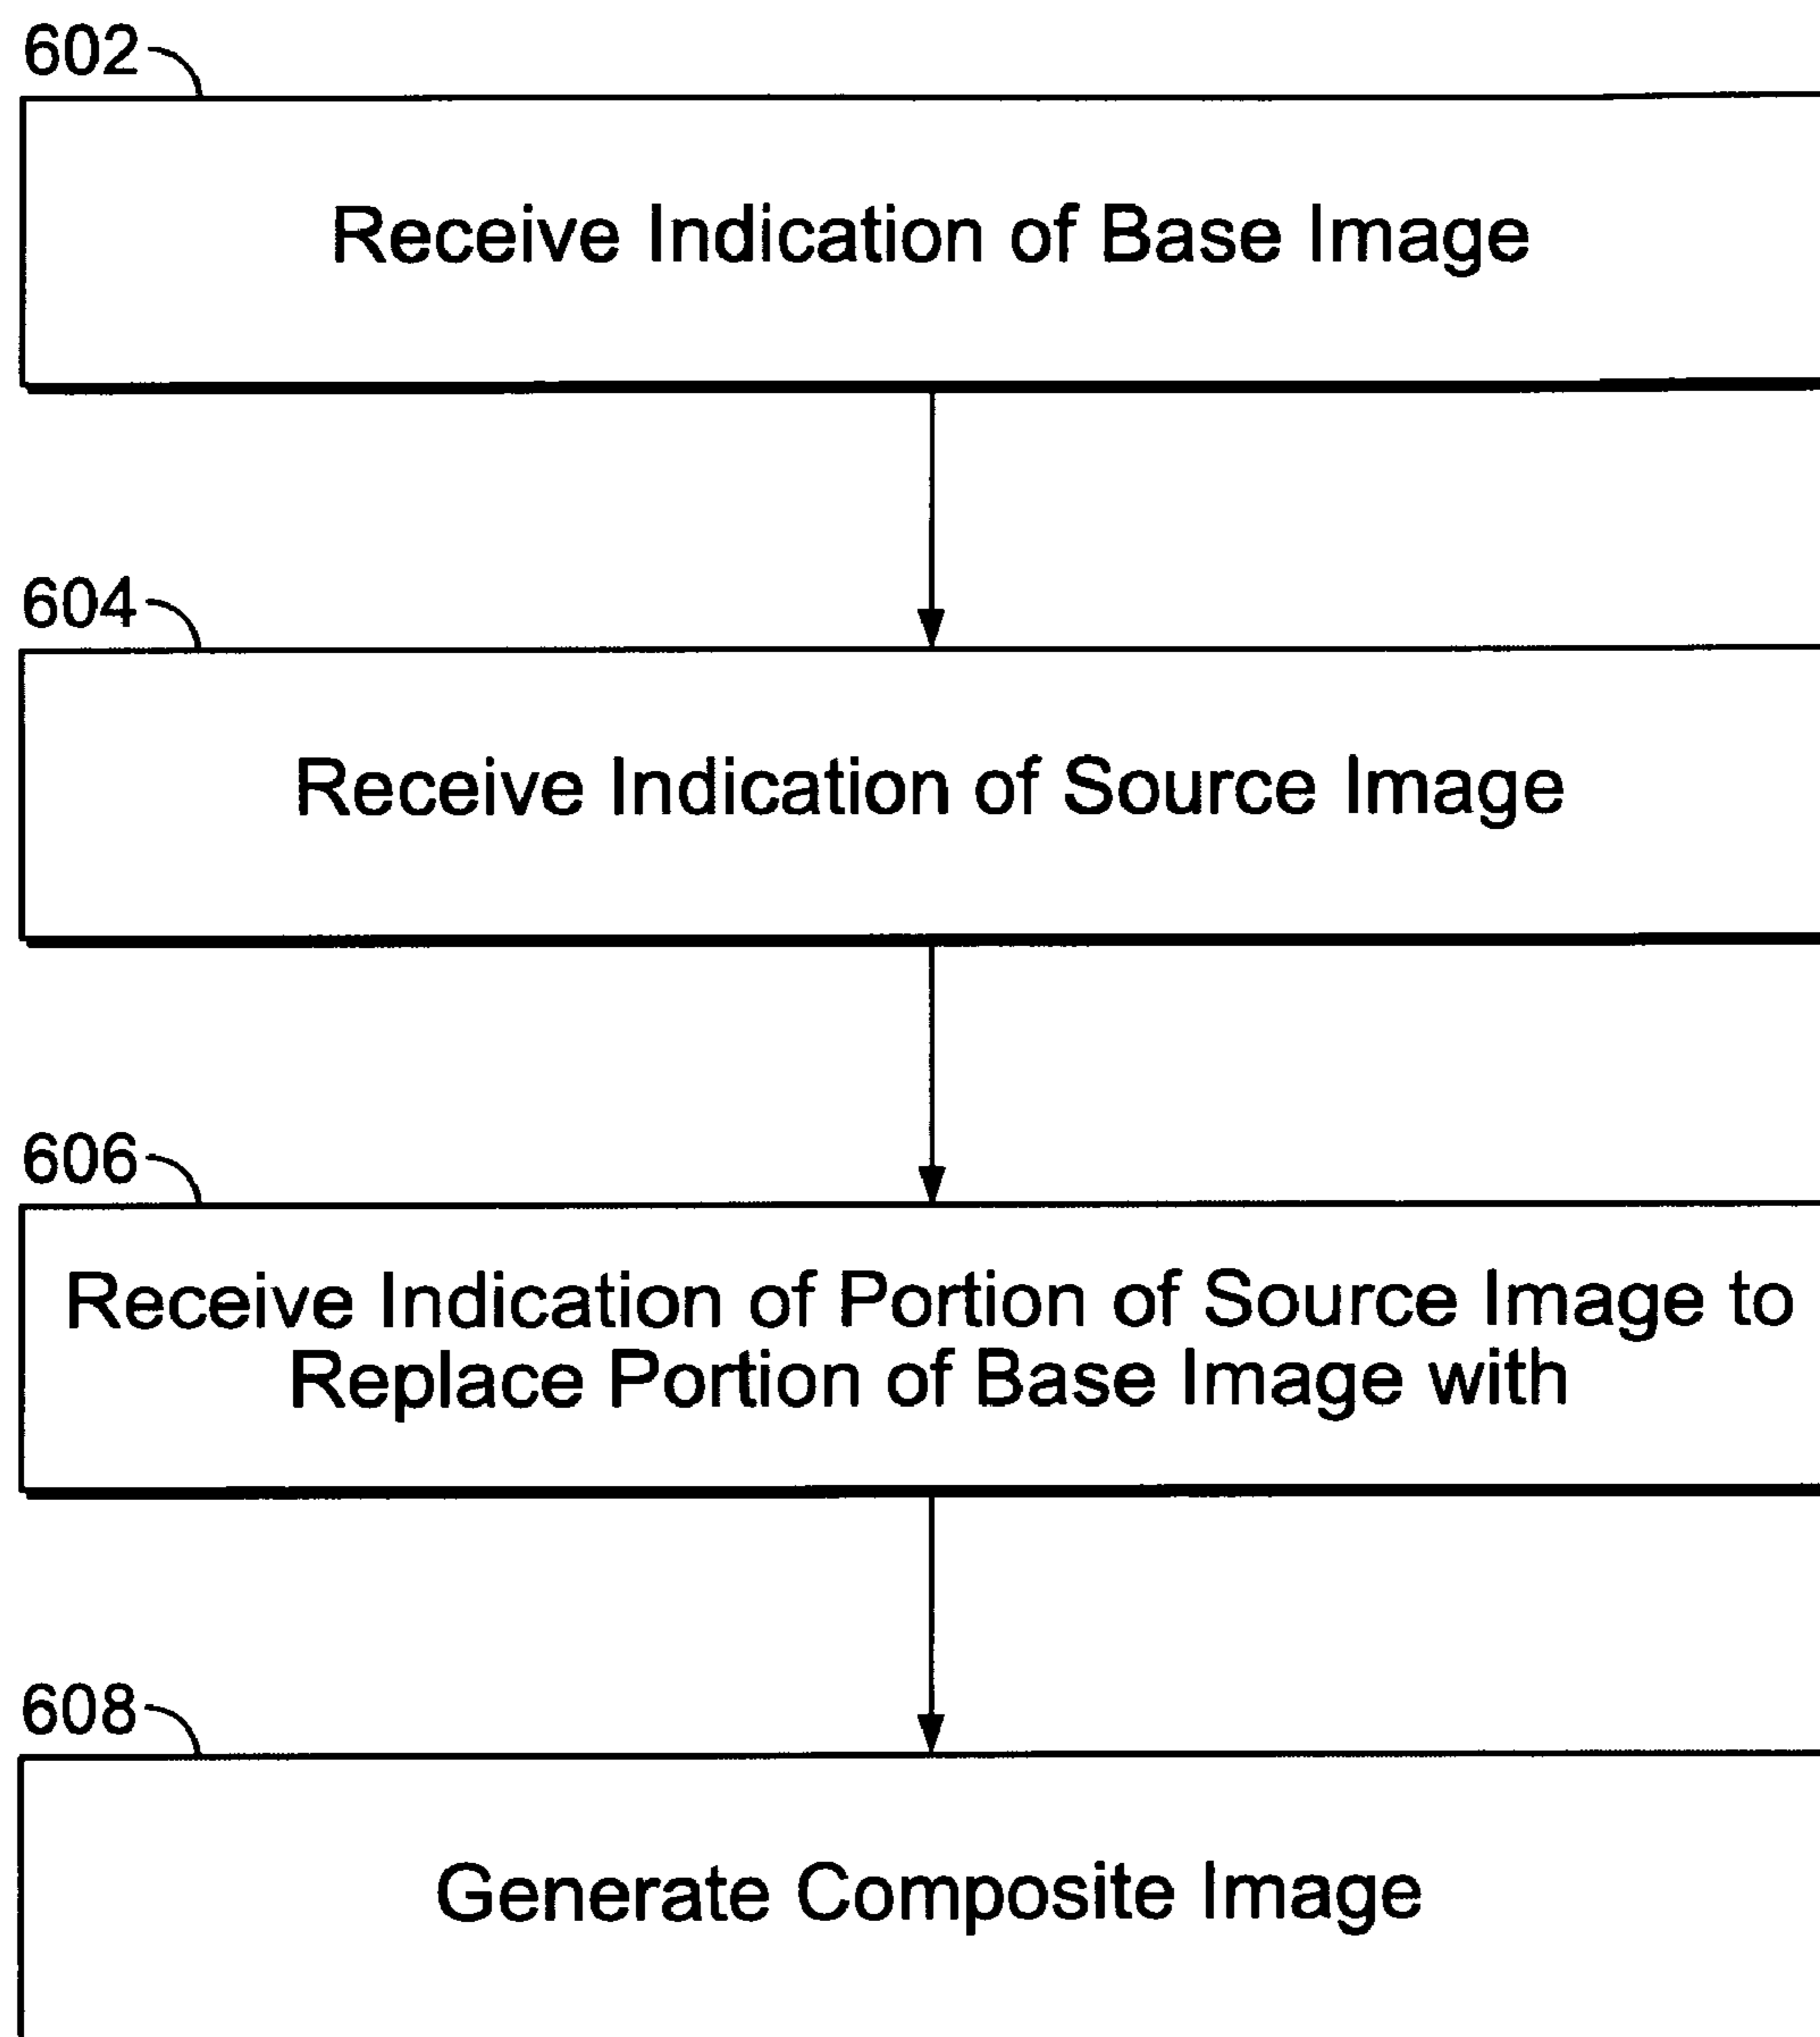 602
Receive Indication of Base Image
604
Receive Indication of Source Image
606
Receive Indication of Portion of Source Image to
Replace Portion of Base Image with
608
Generate Composite Image